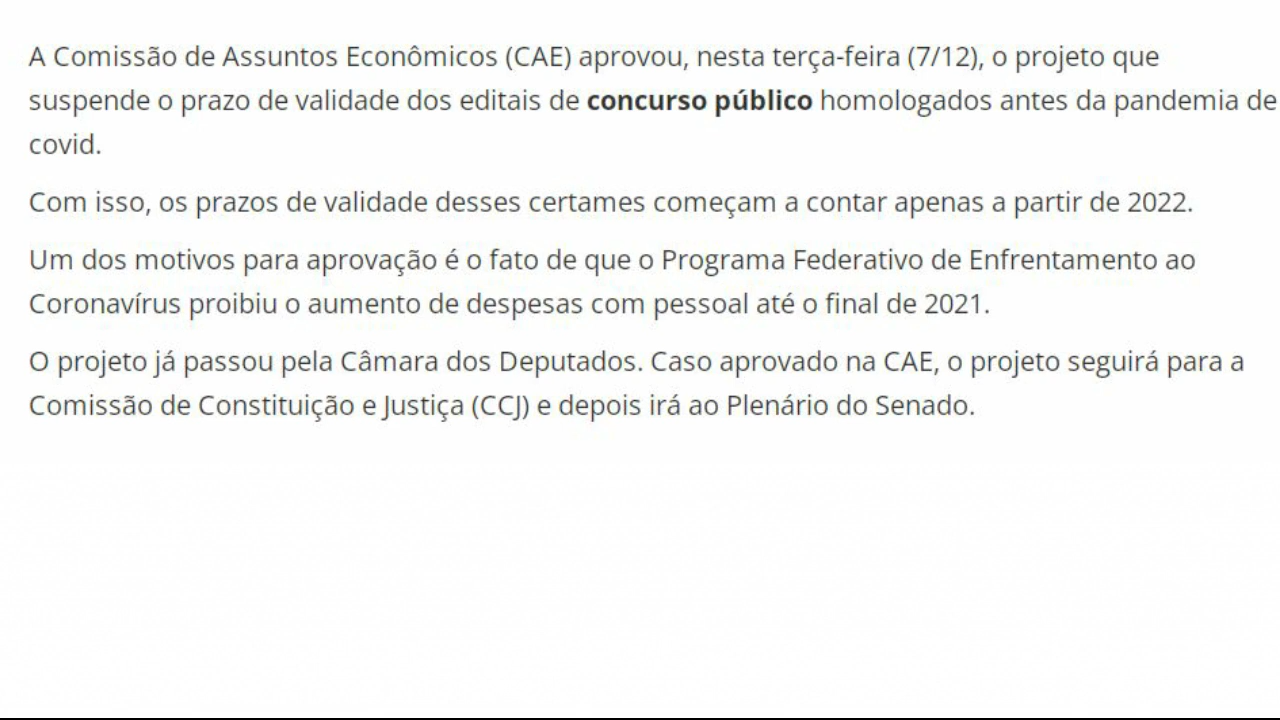 A Comissão de Assuntos Econômicos (CAE) aprovou, nesta terça-feira (7/12), o projeto que
suspende o prazo de validade dos editais de concurso público homologados antes da pandemia de
covid.
Com isso, os prazos de validade desses certames começam a contar apenas a partir de 2022.
Um dos motivos para aprovação é o fato de que o Programa Federativo de Enfrentamento ao
Coronavírus proibiu o aumento de despesas com pessoal até o final de 2021.
O projeto já passou pela Câmara dos Deputados. Caso aprovado na CAE, o projeto seguirá para a
Comissão de Constituição e Justiça (CCJ) e depois irá ao Plenário do Senado.